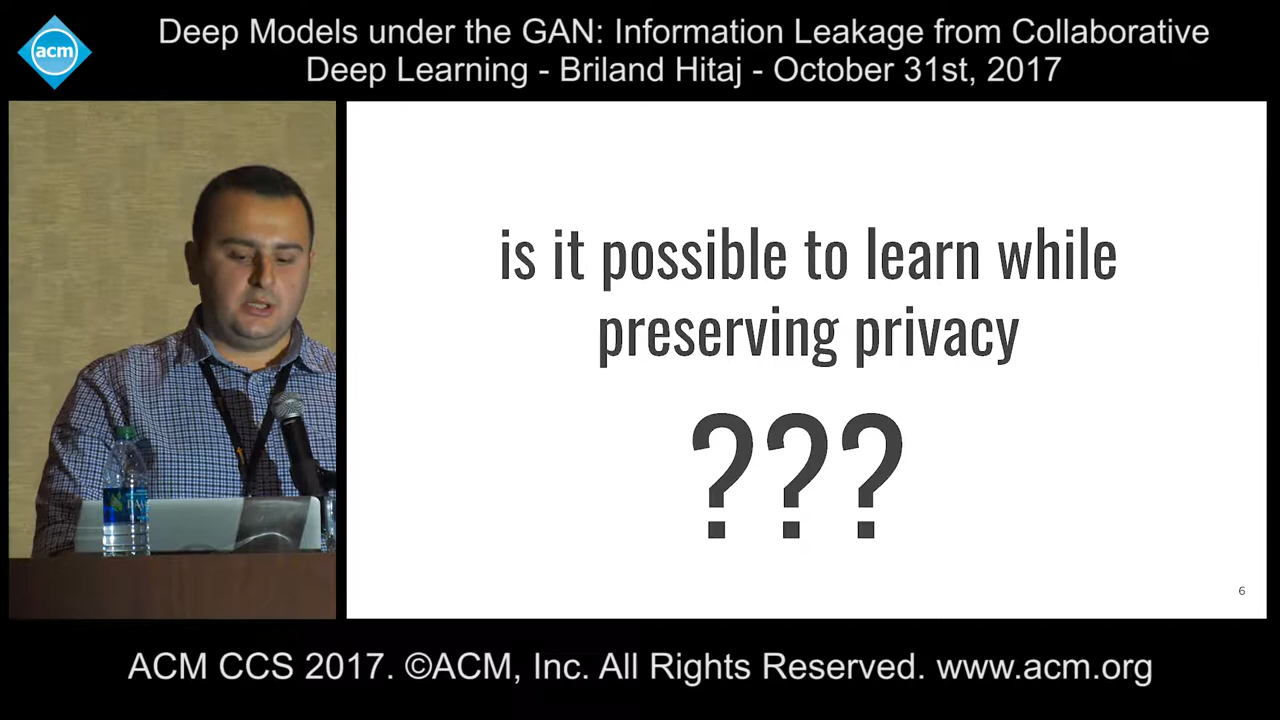 acm
Deep Models under the GAN: Information Leakage from Collaborative
Deep Learning - Briland Hitaj - October 31st, 2017
is it possible to learn while
preserving privacy
???
6
ACM CCS 2017. ©ACM, Inc. All Rights Reserved. www.acm.org